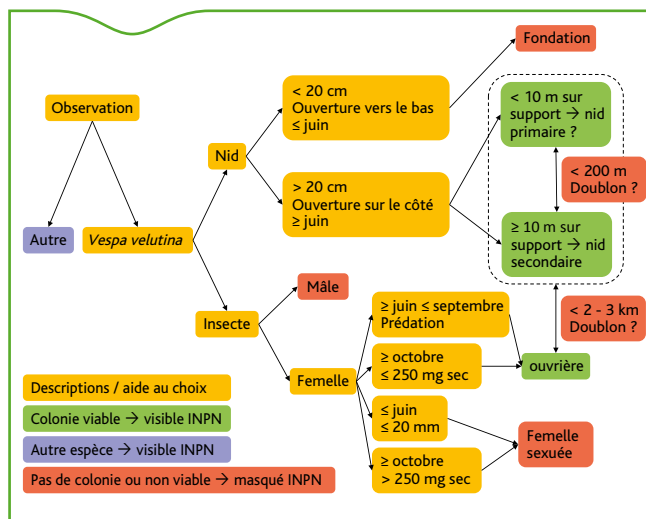 Fondation
< 20 cm
Ouverture vers le bas
≤ juin
< 10 m sur
support → nid
primaire ?
Observation
Nid
< 200 m
Doublon ?
> 20 cm
Ouverture sur le côté
≥ juin
Autre
Vespa velutina
≥ 10 m sur
support → nid
secondaire
Mâle
Insecte
≥ juin ≤ septembre
Prédation
< 2 - 3 km
Doublon ?
Femelle
≥ octobre
≤ 250 mg sec
ouvrière
≤ juin
≤ 20 mm
Femelle
sexuée
≥ octobre
> 250 mg sec
Descriptions / aide au choix
Colonie viable → visible INPN
Autre espèce → visible INPN
Pas de colonie ou non viable → masqué INPN